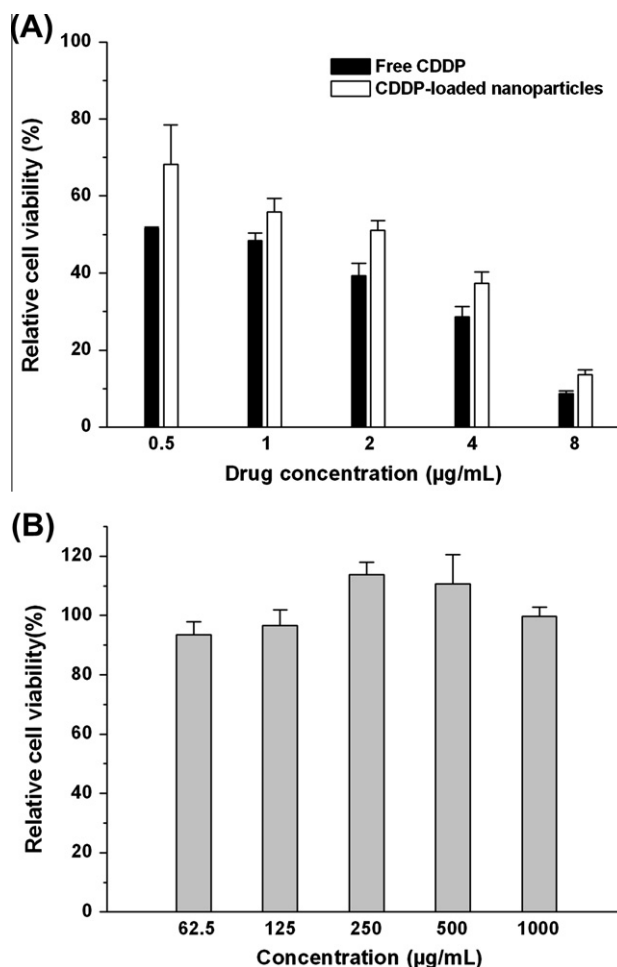 (A)
100
80
60
40
20
0
Relative cell viability (%)
Free CDDP
CDDP-loaded nanoparticles
0.5 1 2 4 8
Drug concentration (µg/mL)
(B)
120
100
80
60
40
20
0
Relative cell viability(%)
62.5 125 250 500 1000
Concentration (µg/mL)